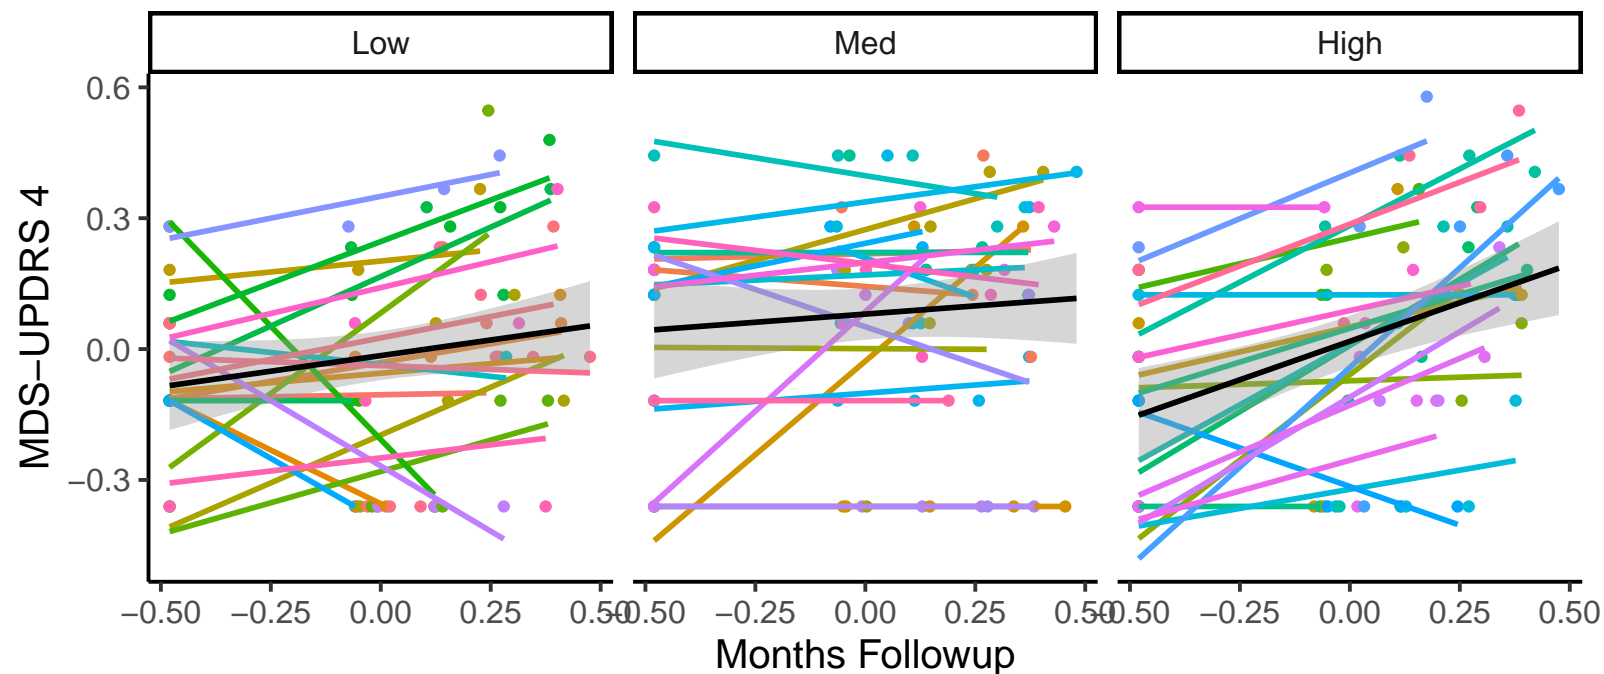 Low Med High
MDS−UPDRS 4
0.6
0.3
0.0
−0.3
−0.50 −0.25 0.00 0.25 0.50 −0.50 −0.25 0.00 0.25 0.50 −0.50 −0.25 0.00 0.25 0.50
Months Followup